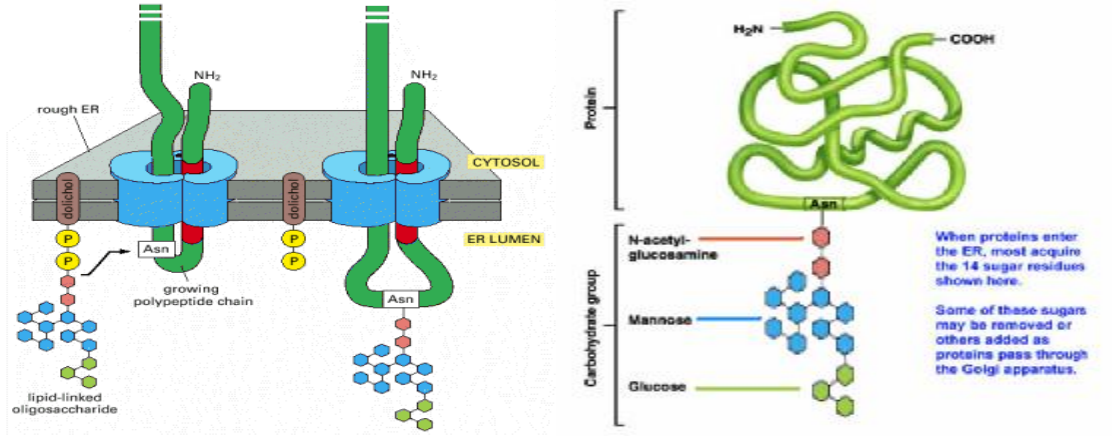 NH₂
NH₂
rough ER
CYTOSOL
dolichol
dolichol
ER LUMEN
P
P
P
P
Asn
growing
polypeptide chain
Asn
lipid-linked
oligosaccharide
H₂N
COOH
Protein
Asn
N-acetyl-
glucosamine
Mannose
Glucose
Carbohydrate group
When proteins enter
the ER, most acquire
the 14 sugar residues
shown here.
Some of these sugars
may be removed or
others added as
proteins pass through
the Golgi apparatus.